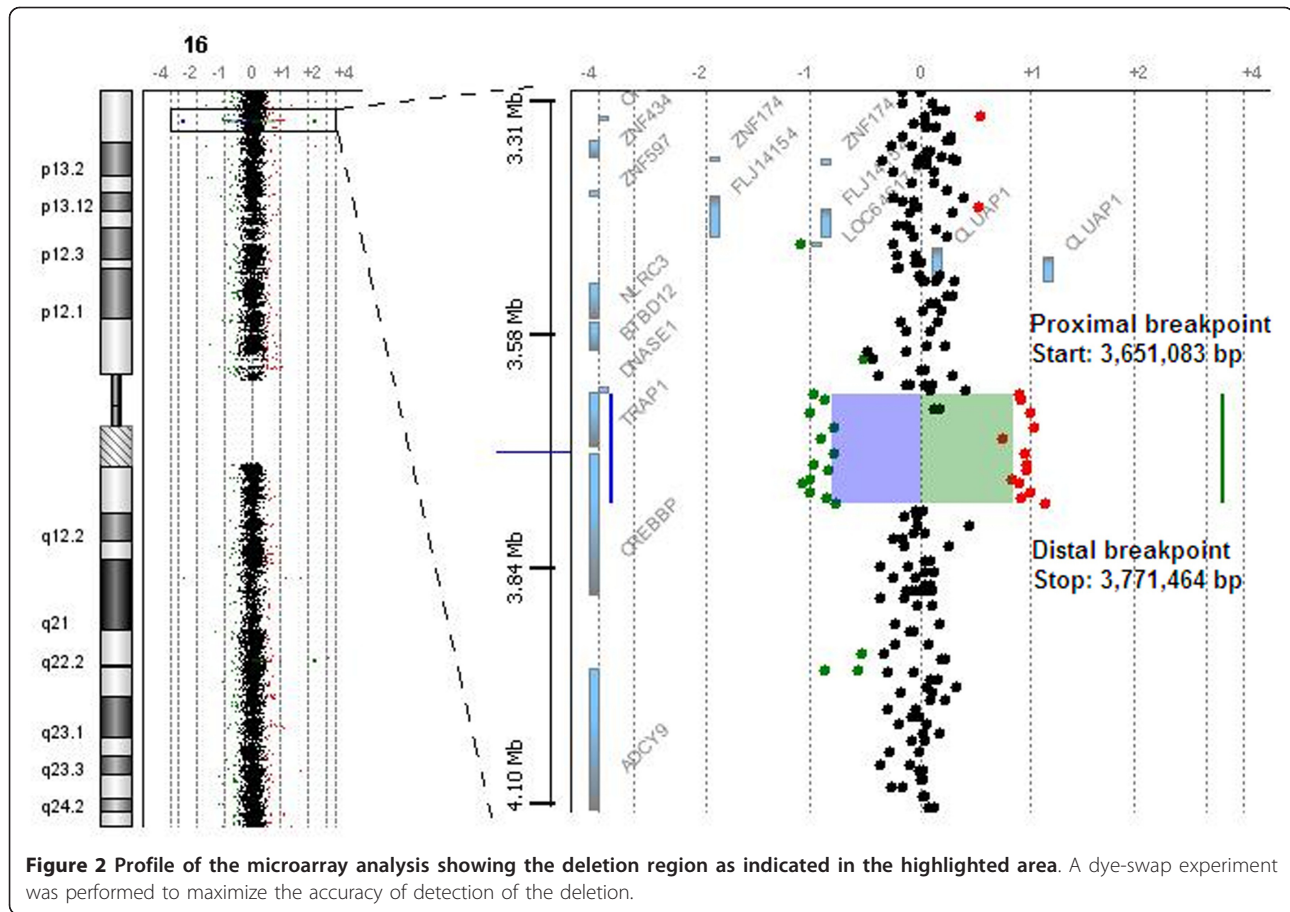 16
-4 -2 -1 0 +1 +2 +4
p13.2
p13.12
p12.3
p12.1
q12.2
q21
q22.2
q23.1
q23.3
q24.2
-4 -2 -1 0 +1 +2 +4
3.31 Mb
3.58 Mb
3.84 Mb
4.10 Mb
ZNF434
ZNF597
ZNF174
FLJ14154
ZNF174
CLUAP1
CLUAP1
NLRC3
BTBD12
DNASE1
TRAP1
CREBBP
ADCY9
Proximal breakpoint
Start: 3,651,083 bp
Distal breakpoint
Stop: 3,771,464 bp
Figure 2 Profile of the microarray analysis showing the deletion region as indicated in the highlighted area. A dye-swap experiment
was performed to maximize the accuracy of detection of the deletion.